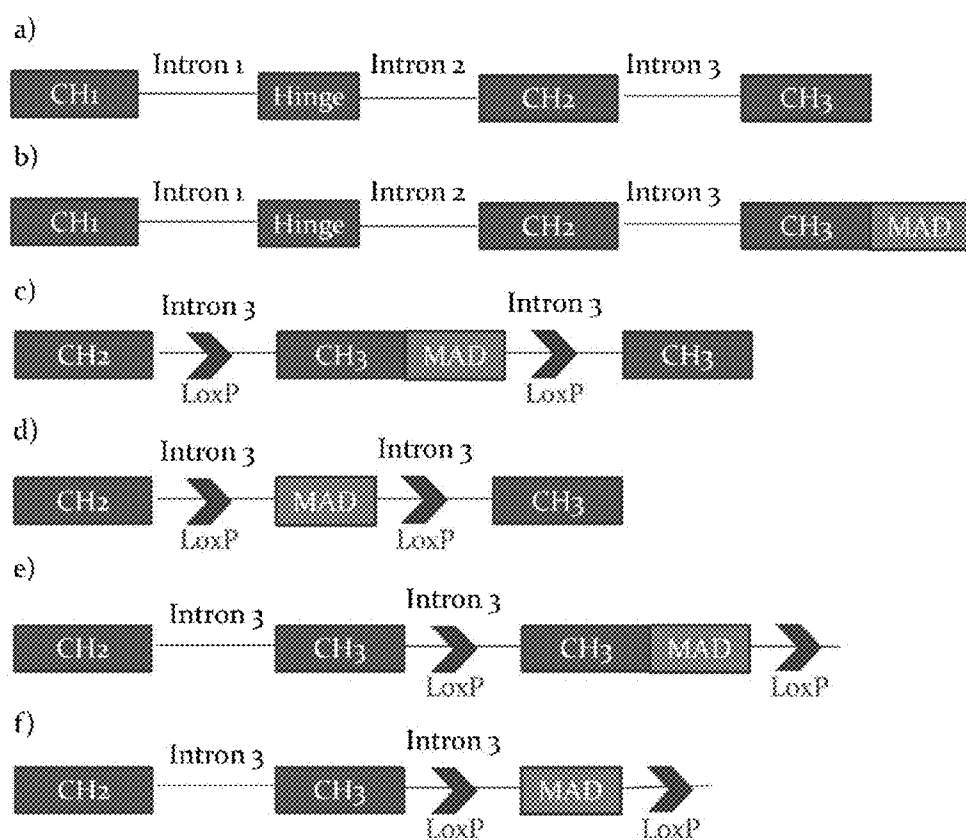 a)
Intron 1 Intron 2 Intron 3
CH1 Hinge CH2 CH3
b)
Intron 1 Intron 2 Intron 3
CH1 Hinge CH2 CH3 MAD
c)
Intron 3 Intron 3
CH2 CH3 MAD CH3
LoxP LoxP
d)
Intron 3 Intron 3
CH2 MAD CH3
LoxP LoxP
e)
Intron 3 Intron 3
CH2 CH3 CH3 MAD
LoxP LoxP
f)
Intron 3 Intron 3
CH2 CH3 MAD
LoxP LoxP